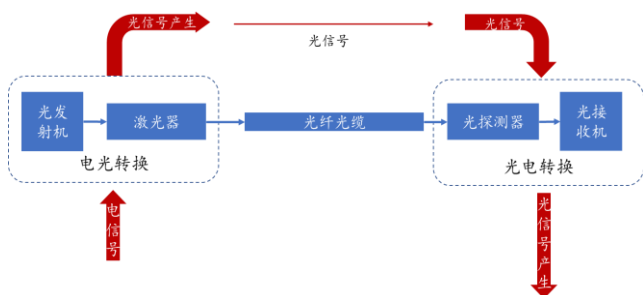 光信号产生
光信号
光信号
光发
射机
激光器
光纤光缆
光探测器
光接
收机
电光转换
光电转换
电信号
光信号产生